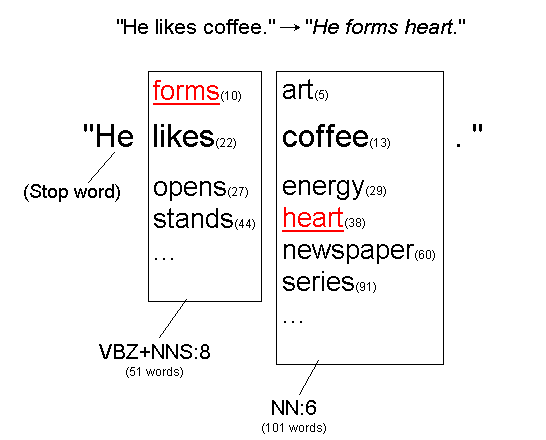 "He likes coffee." → "He forms heart."
forms(10)
art(5)
"He likes(22) coffee(13) . "
(Stop word)
opens(27)
energy(29)
stands(44)
heart(38)
newspaper(60)
...
series(91)
...
VBZ+NNS:8
(51 words)
NN:6
(101 words)